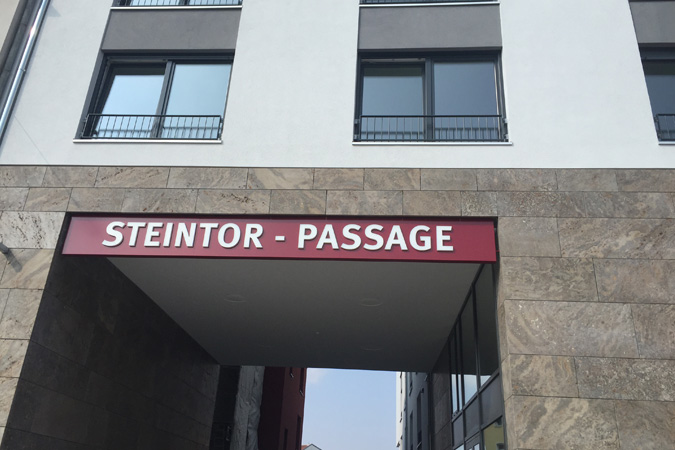 STEINTOR - PASSAGE